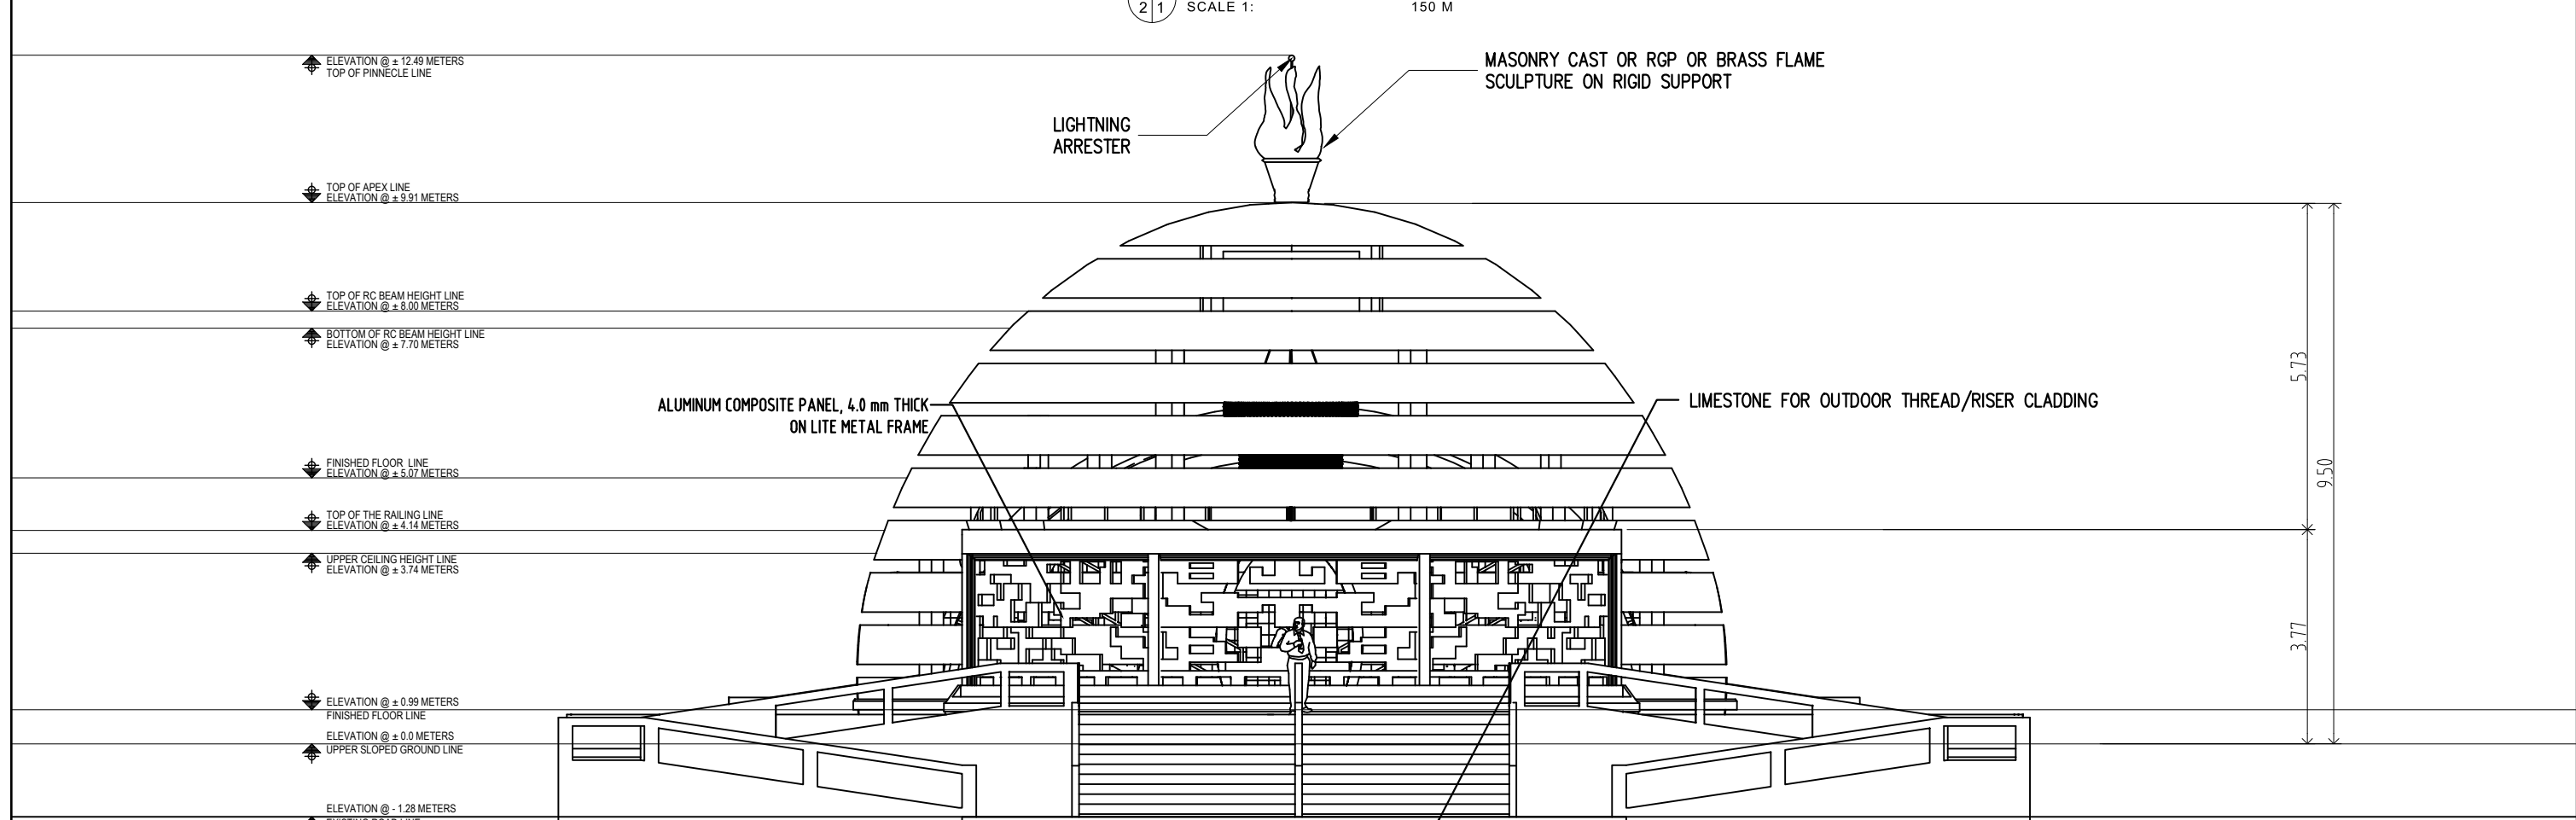 2 1 SCALE 1: 150 M
ELEVATION @ ± 12.49 METERS
TOP OF PINNECLE LINE
MASONRY CAST OR RGP OR BRASS FLAME
SCULPTURE ON RIGID SUPPORT
LIGHTNING
ARRESTER
TOP OF APEX LINE
ELEVATION @ ± 9.91 METERS
TOP OF RC BEAM HEIGHT LINE
ELEVATION @ ± 8.00 METERS
BOTTOM OF RC BEAM HEIGHT LINE
ELEVATION @ ± 7.70 METERS
5.73
ALUMINUM COMPOSITE PANEL, 4.0 mm THICK
ON LITE METAL FRAME
LIMESTONE FOR OUTDOOR THREAD/RISER CLADDING
FINISHED FLOOR LINE
ELEVATION @ ± 5.07 METERS
9.50
TOP OF THE RAILING LINE
ELEVATION @ ± 4.14 METERS
UPPER CEILING HEIGHT LINE
ELEVATION @ ± 3.74 METERS
3.77
ELEVATION @ ± 0.99 METERS
FINISHED FLOOR LINE
ELEVATION @ ± 0.0 METERS
UPPER SLOPED GROUND LINE
ELEVATION @ - 1.28 METERS